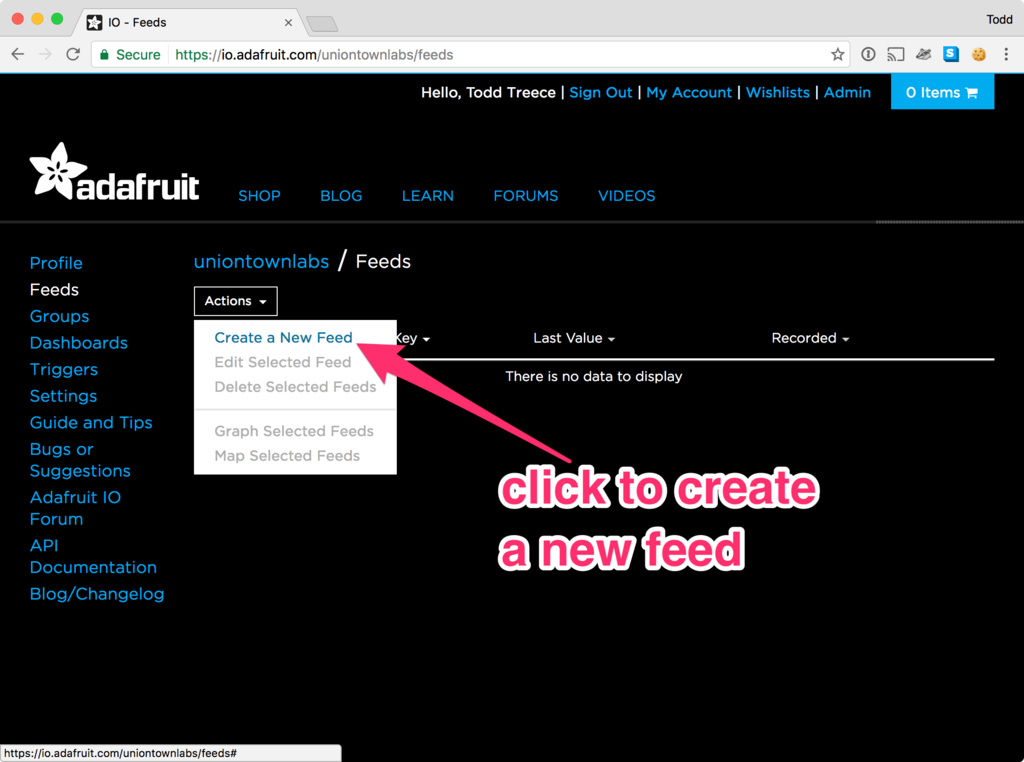 IO - Feeds
Todd
Secure
https://io.adafruit.com/uniontownlabs/feeds
Hello, Todd Treece | Sign Out | My Account | Wishlists | Admin
0 Items
adafruit
SHOP BLOG LEARN FORUMS VIDEOS
Profile
Feeds
Groups
Dashboards
Triggers
Settings
Guide and Tips
Bugs or
Suggestions
Adafruit IO
Forum
API
Documentation
Blog/Changelog
uniontownlabs / Feeds
Actions
Create a New Feed
Edit Selected Feed
Delete Selected Feeds
Graph Selected Feeds
Map Selected Feeds
Key Last Value Recorded
There is no data to display
click to create
a new feed
https://io.adafruit.com/uniontownlabs/feeds#